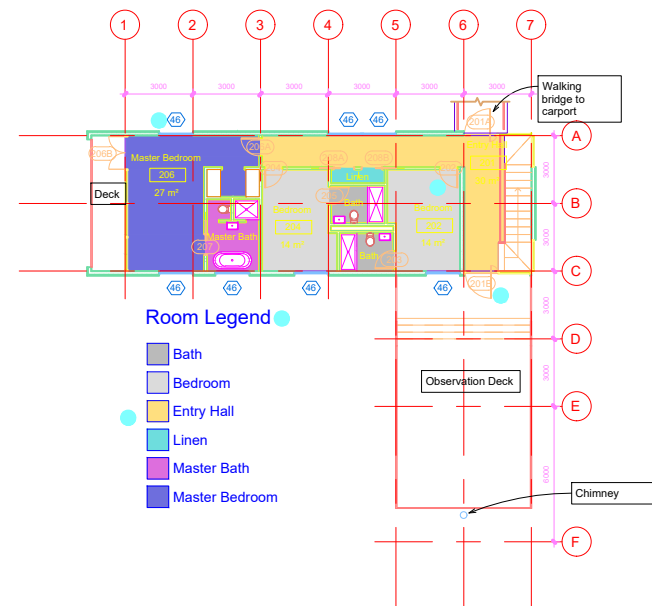 1 2 3 4 5 6 7
3000 3000 3000 3000 3000 3000
Walking
bridge to
carport
46 46 46
201A
A
206B
Master Bedroom
206
27 m²
Linen
3000
Deck
B
Bath
Bedroom
Bedroom
Master Bath
207
Bath
3000
C
46 46 46 46
201B
Room Legend
3000
D
Bath
Bedroom
Entry Hall
Linen
Master Bath
Master Bedroom
Observation Deck
3000
E
6000
Chimney
F